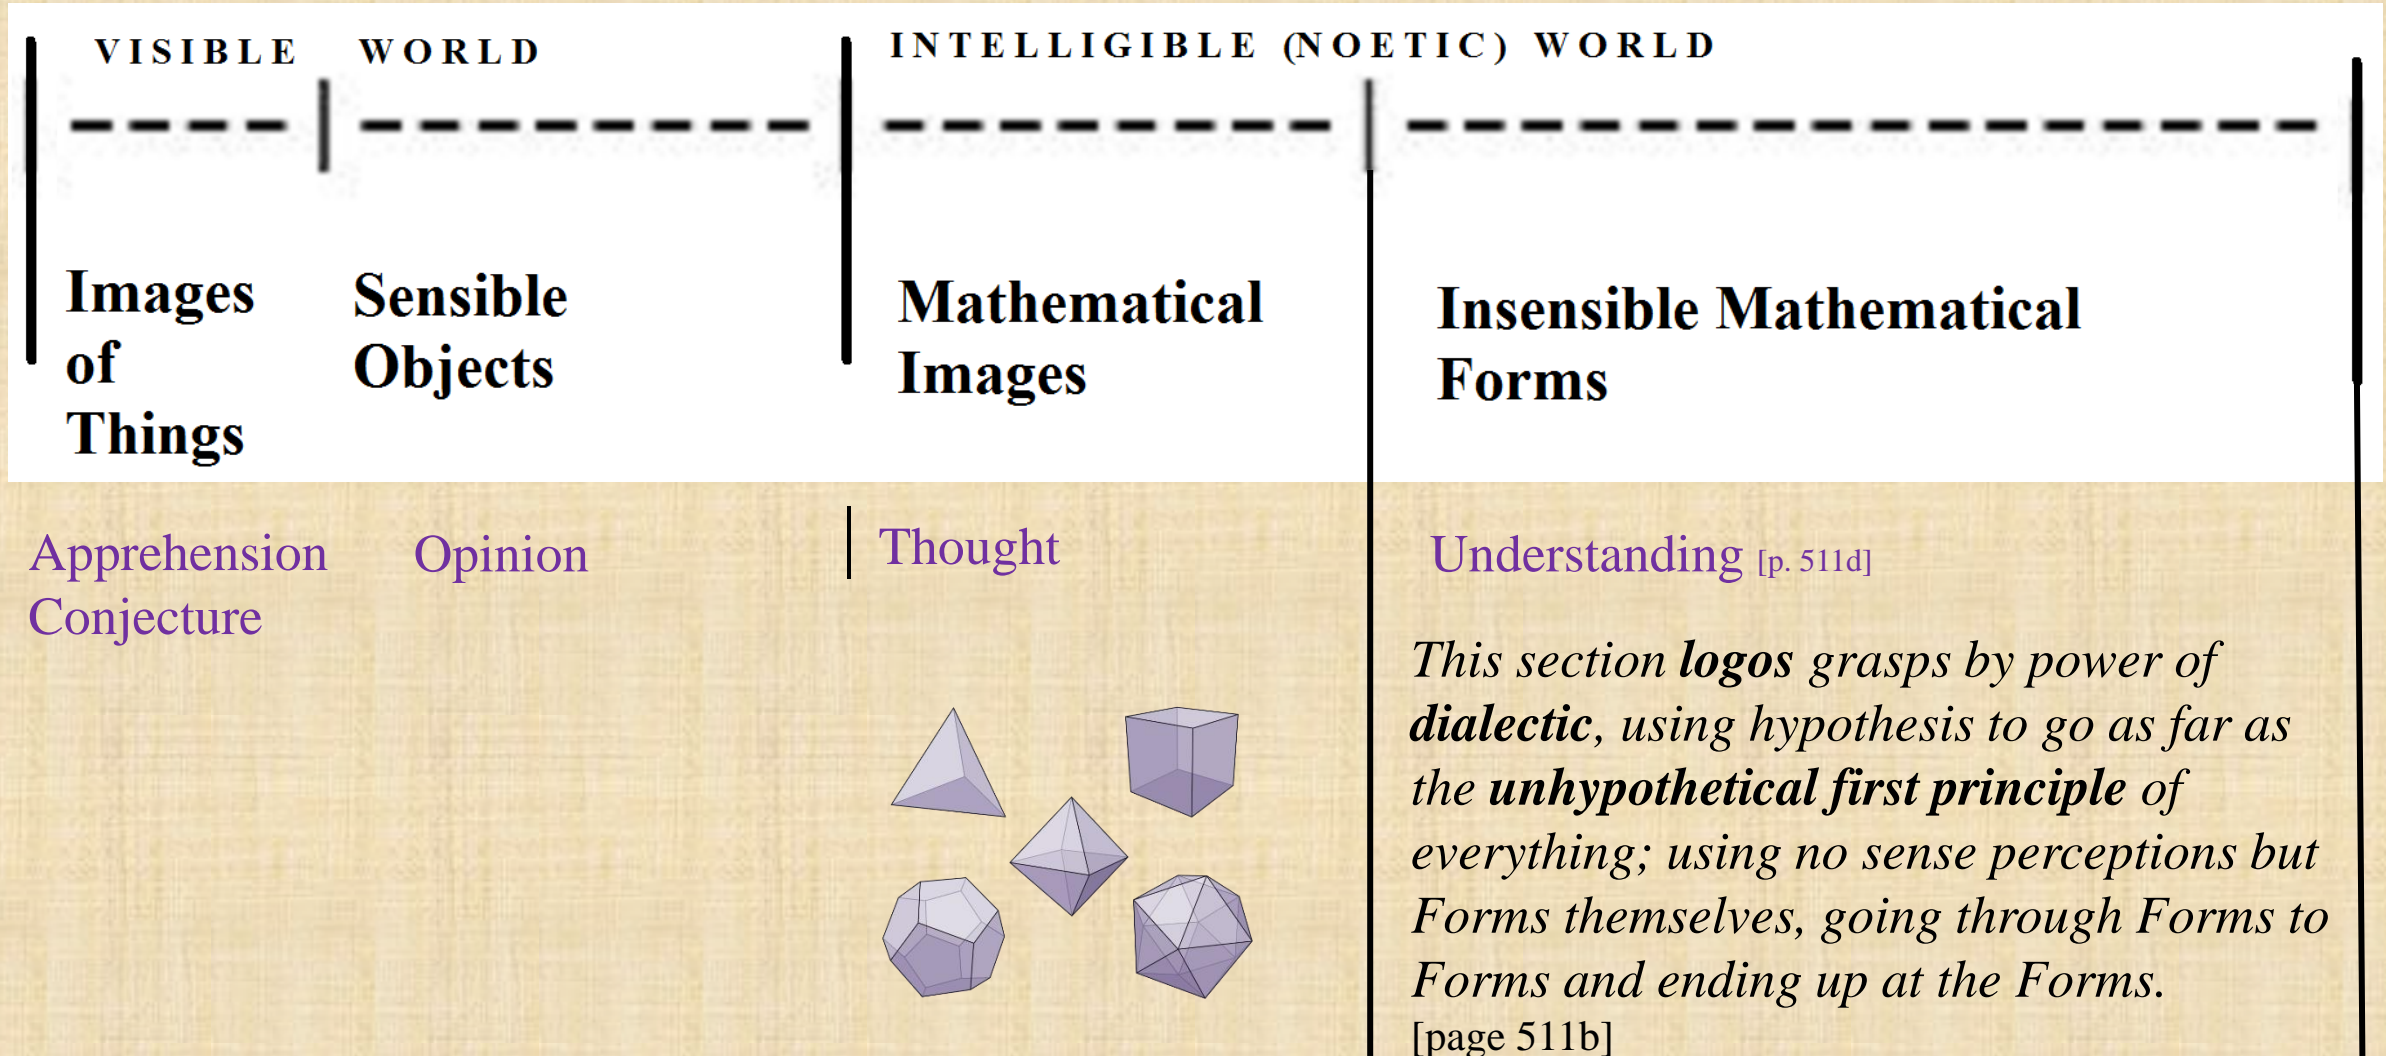 VISIBLE WORLD
INTELLIGIBLE (NOETIC) WORLD
Images
of
Things
Sensible
Objects
Mathematical
Images
Insensible Mathematical
Forms
Apprehension
Conjecture
Opinion
Thought
Understanding [p. 511d]
This section logos grasps by power of
dialectic, using hypothesis to go as far as
the unhypothetical first principle of
everything; using no sense perceptions but
Forms themselves, going through Forms to
Forms and ending up at the Forms.
[page 511b]